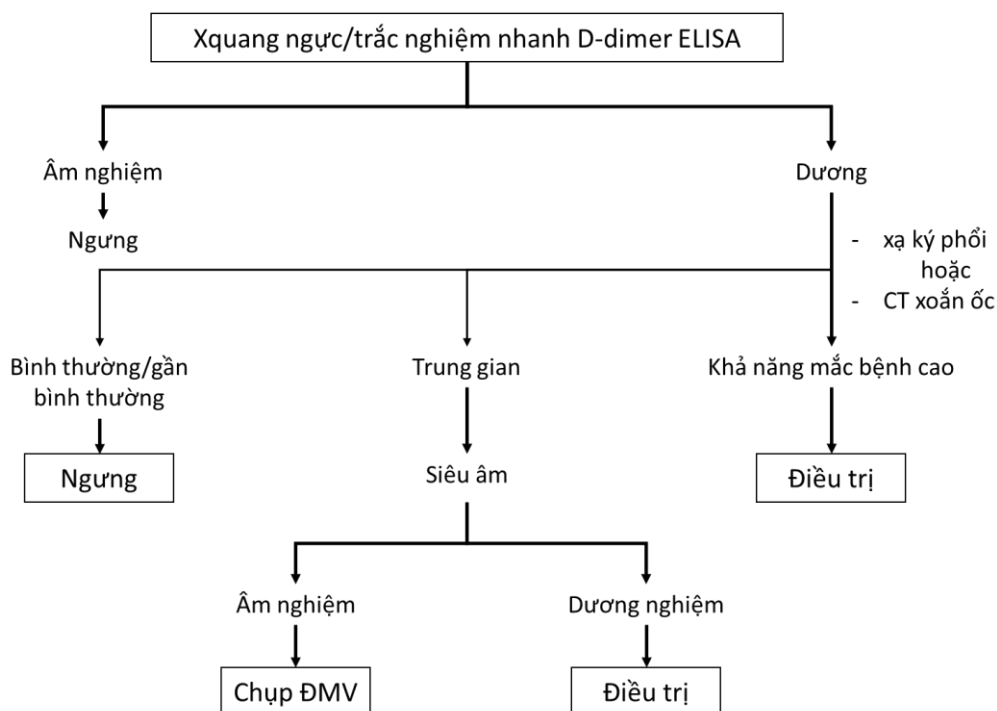 Xquang ngực/trắc nghiệm nhanh D-dimer ELISA
Âm nghiệm
Dương
Ngưng
- xạ ký phổi
hoặc
- CT xoắn ốc
Bình thường/gần
bình thường
Trung gian
Khả năng mắc bệnh cao
Ngưng
Siêu âm
Điều trị
Âm nghiệm
Dương nghiệm
Chụp ĐMV
Điều trị